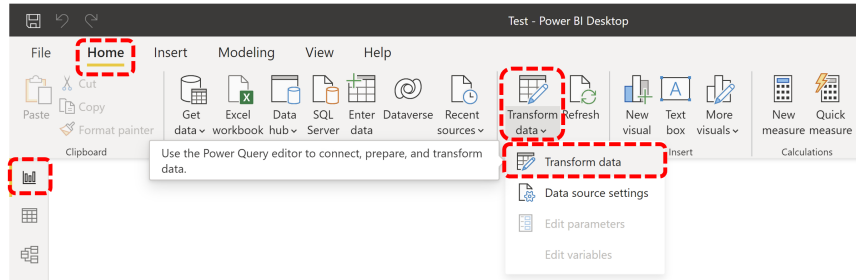 Test - Power BI Desktop
File Home Insert Modeling View Help
Paste
Cut
Copy
Format painter
Clipboard
Get data
Excel workbook
Data hub
SQL Server
Enter data
Dataverse
Recent sources
Transform data
Refresh
New visual
Text box
More visuals
Insert
New measure
Quick measure
Calculations
Use the Power Query editor to connect, prepare, and transform
data.
Transform data
Data source settings
Edit parameters
Edit variables